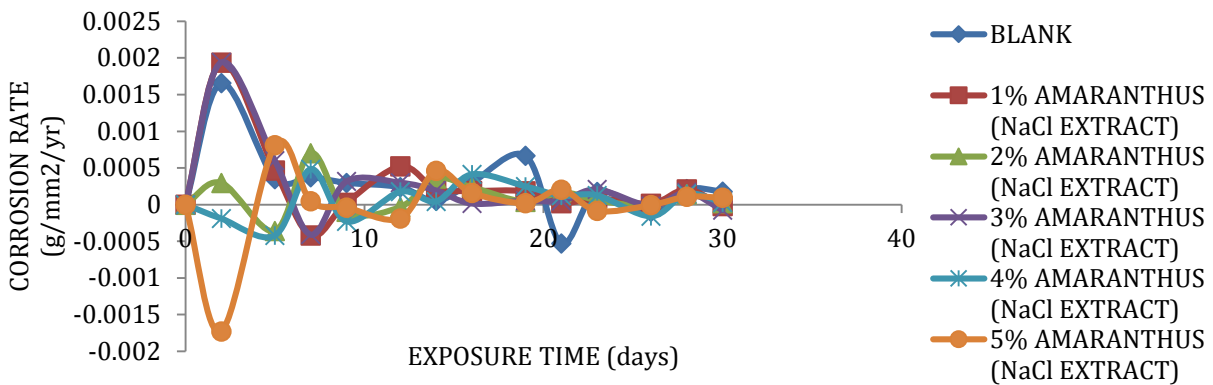 0.0025
0.002
0.0015
0.001
0.0005
0
-0.0005
-0.001
-0.0015
-0.002
CORROSION RATE
(g/mm2/yr)
0
10
20
30
40
EXPOSURE TIME (days)
BLANK
1% AMARANTHUS
(NaCl EXTRACT)
2% AMARANTHUS
(NaCl EXTRACT)
3% AMARANTHUS
(NaCl EXTRACT)
4% AMARANTHUS
(NaCl EXTRACT)
5% AMARANTHUS
(NaCl EXTRACT)